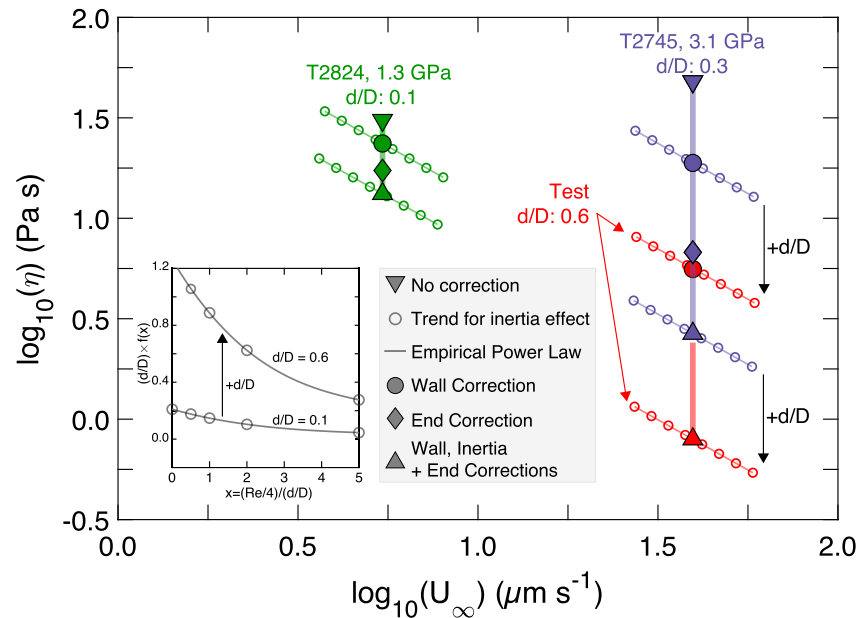 2.0
1.5
1.0
0.5
0.0
-0.5
log10(η) (Pa s)
0.0
0.5
1.0
1.5
2.0
log10(U∞) (μm s⁻¹)
T2824, 1.3 GPa
d/D: 0.1
T2745, 3.1 GPa
d/D: 0.3
Test
d/D: 0.6
+d/D
+d/D
1.2
0.8
0.4
0.0
(d/D)×f(x)
d/D = 0.6
+d/D
d/D = 0.1
0
1
2
3
4
5
x=(Re/4)/(d/D)
No correction
Trend for inertia effect
Empirical Power Law
Wall Correction
End Correction
Wall, Inertia
+ End Corrections